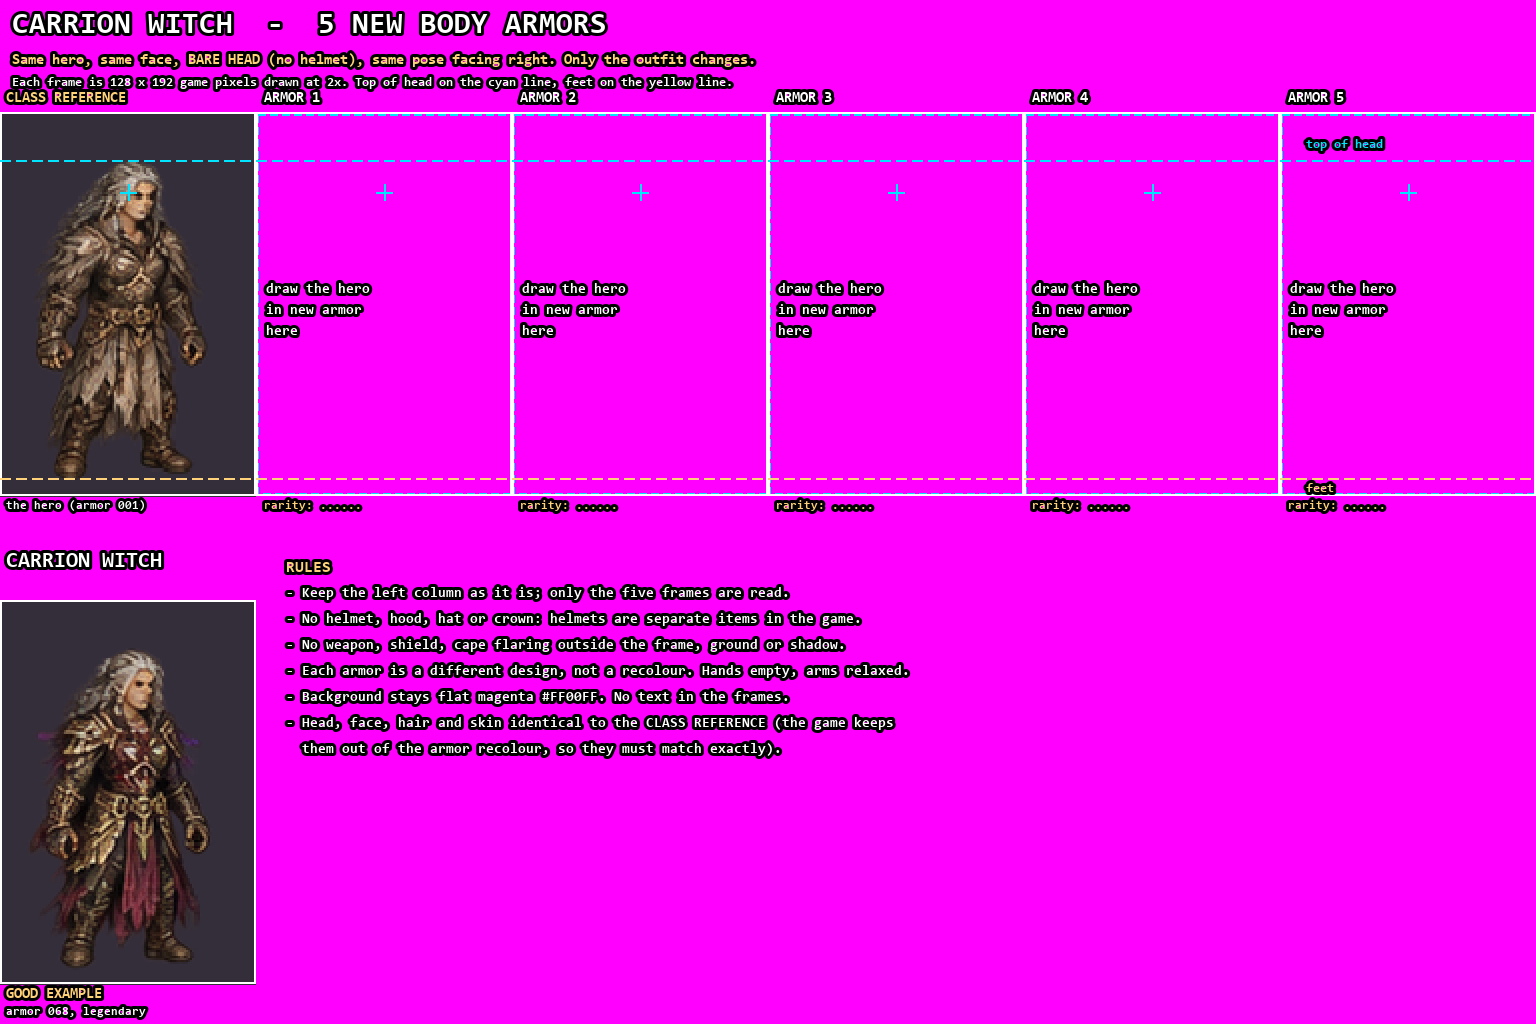 CARRION WITCH - 5 NEW BODY ARMORS
Same hero, same face, BARE HEAD (no helmet), same pose facing right. Only the outfit changes.
Each frame is 128 x 192 game pixels drawn at 2x. Top of head on the cyan line, feet on the yellow line.
CLASS REFERENCE
ARMOR 1
ARMOR 2
ARMOR 3
ARMOR 4
ARMOR 5
top of head
draw the hero
in new armor
here
draw the hero
in new armor
here
draw the hero
in new armor
here
draw the hero
in new armor
here
draw the hero
in new armor
here
feet
the hero (armor 001)
rarity: ......
rarity: ......
rarity: ......
rarity: ......
rarity: ......
CARRION WITCH
RULES
- Keep the left column as it is; only the five frames are read.
- No helmet, hood, hat or crown: helmets are separate items in the game.
- No weapon, shield, cape flaring outside the frame, ground or shadow.
- Each armor is a different design, not a recolour. Hands empty, arms relaxed.
- Background stays flat magenta #FF00FF. No text in the frames.
- Head, face, hair and skin identical to the CLASS REFERENCE (the game keeps
them out of the armor recolour, so they must match exactly).
GOOD EXAMPLE
armor 068, legendary